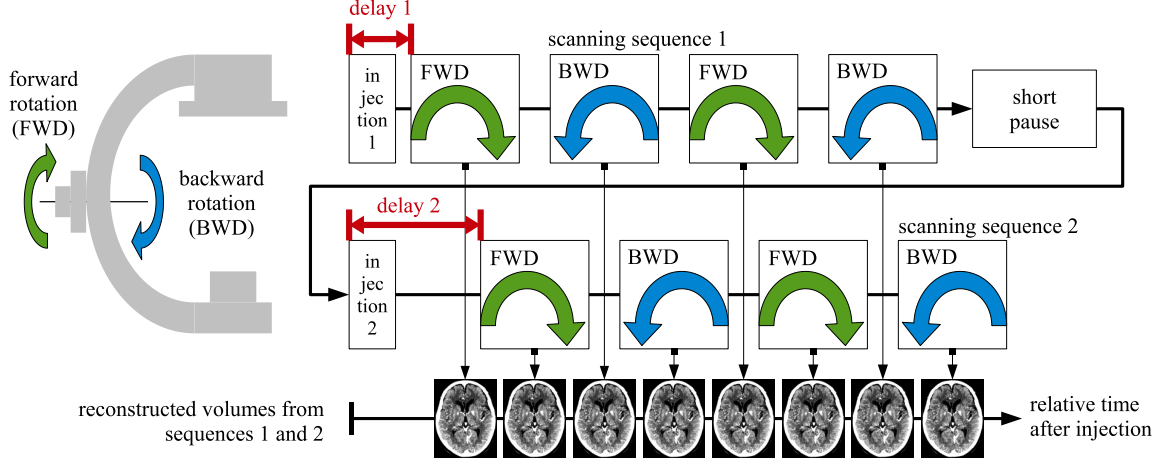 forward
rotation
(FWD)
backward
rotation
(BWD)
delay 1
scanning sequence 1
in
jec
tion
1
FWD
BWD
FWD
BWD
short
pause
delay 2
scanning sequence 2
in
jec
tion
2
FWD
BWD
FWD
BWD
reconstructed volumes from
sequences 1 and 2
relative time
after injection